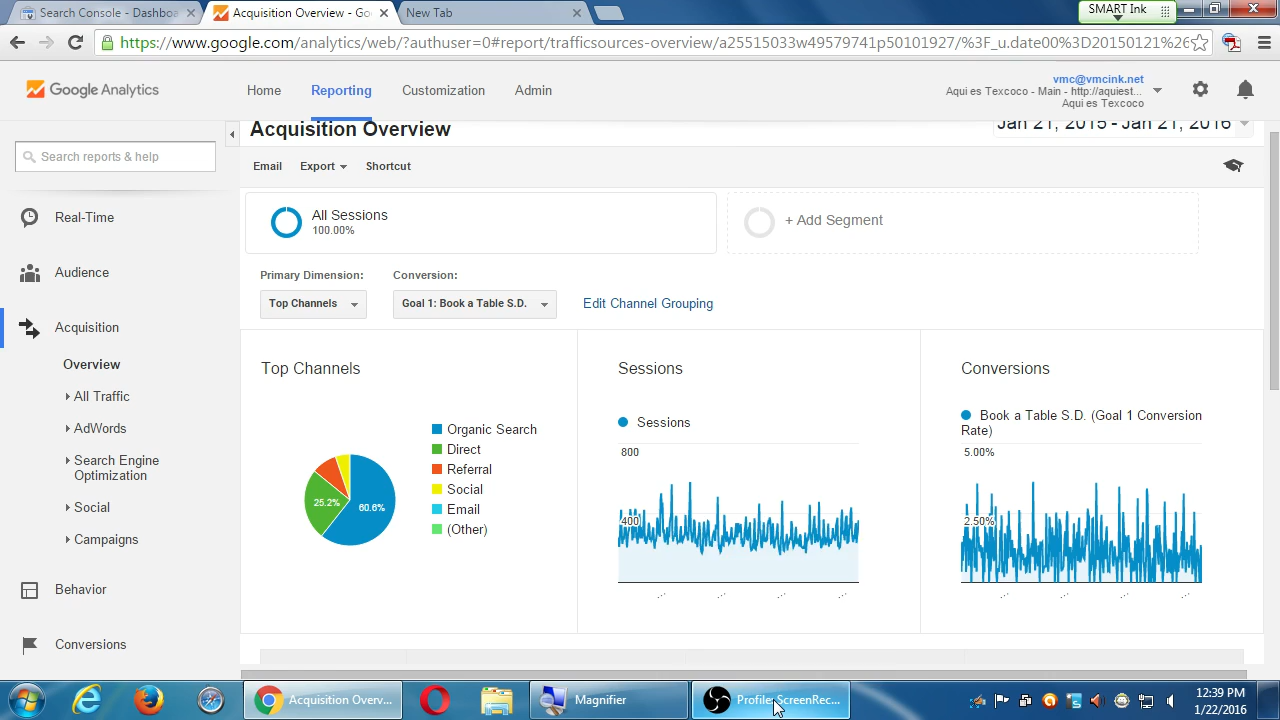 Search Console - Dashboa
Acquisition Overview - Go
New Tab
SMART Ink
https://www.google.com/analytics/web/?authuser=0#report/trafficsources-overview/a25515033w49579741p50101927/%3F_u.date00%3D20150121%26
Google Analytics
Home
Reporting
Customization
Admin
vmc@vmcink.net
Aqui es Texcoco - Main - http://aquiest...
Aqui es Texcoco
Search reports & help
Acquisition Overview
Jan 21, 2015 - Jan 21, 2016
Email
Export
Shortcut
Real-Time
Audience
Acquisition
Overview
All Traffic
AdWords
Search Engine
Optimization
Social
Campaigns
Behavior
Conversions
All Sessions
100.00%
+ Add Segment
Primary Dimension:
Conversion:
Top Channels
Goal 1: Book a Table S.D.
Edit Channel Grouping
Top Channels
Organic Search
Direct
Referral
Social
Email
(Other)
25.2%
60.6%
Sessions
Sessions
800
400
Conversions
Book a Table S.D. (Goal 1 Conversion
Rate)
5.00%
2.50%
Acquisition Overv...
Magnifier
Profile: ScreenRec...
12:39 PM
1/22/2016